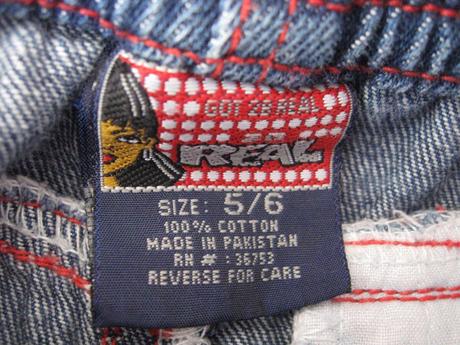 GOT 2B REAL
REAL
SIZE: 5/6
100% COTTON
MADE IN PAKISTAN
RN #: 36753
REVERSE FOR CARE